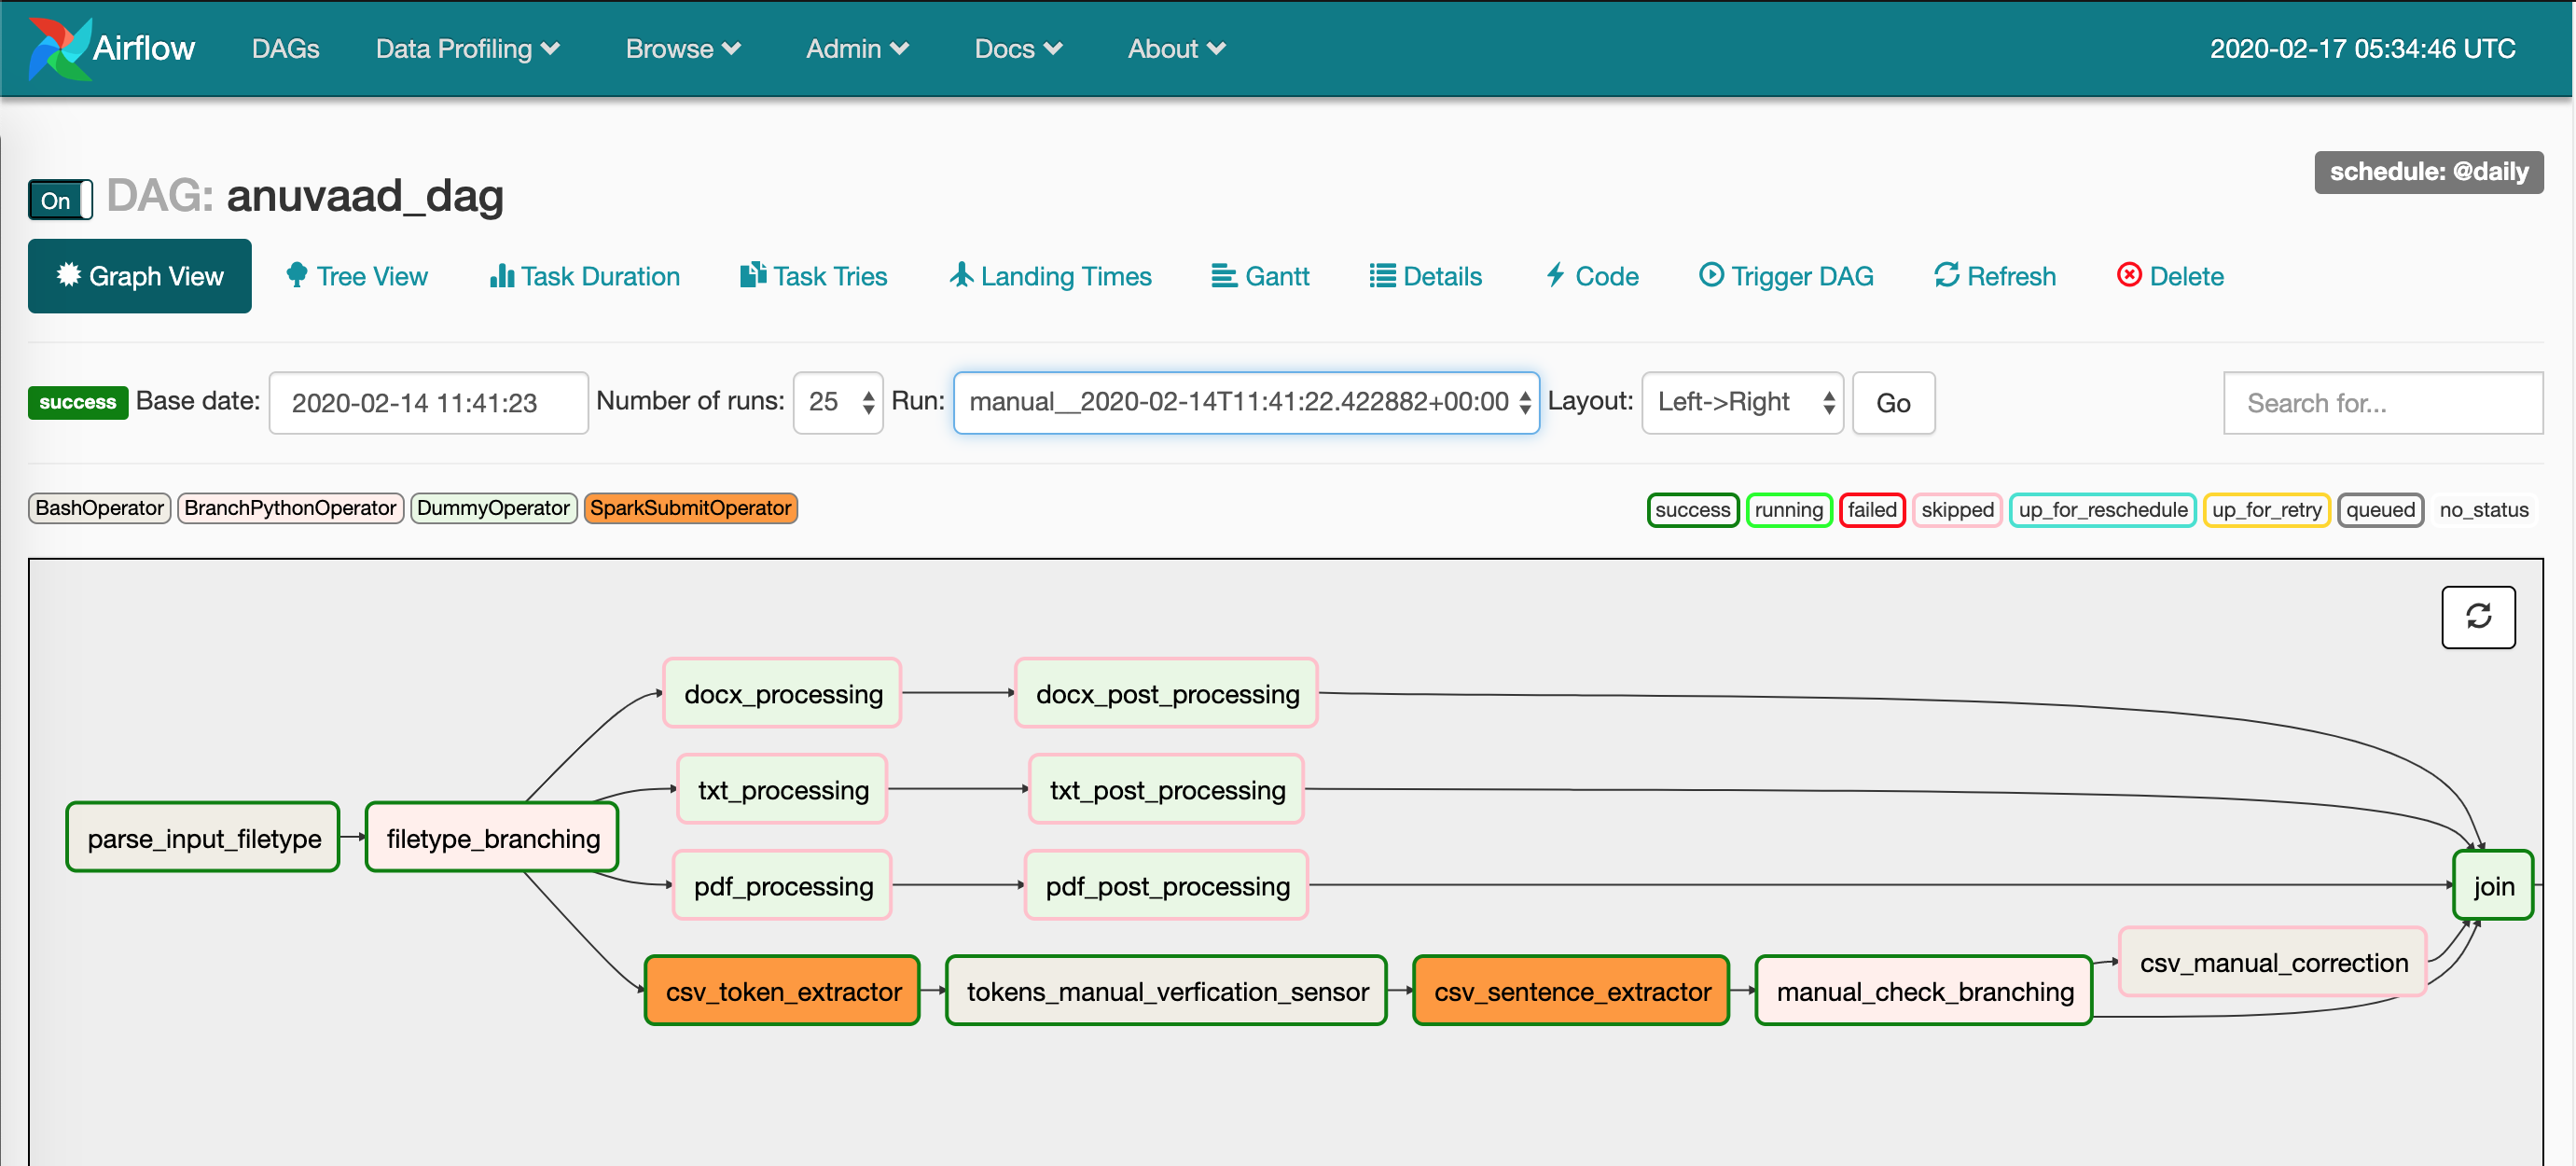 Airflow DAGs Data Profiling Browse Admin Docs About 2020-02-17 05:34:46 UTC
schedule: @daily
On DAG: anuvaad_dag
Graph View Tree View Task Duration Task Tries Landing Times Gantt Details Code Trigger DAG Refresh Delete
success Base date: 2020-02-14 11:41:23 Number of runs: 25 Run: manual__2020-02-14T11:41:22.422882+00:00 Layout: Left->Right Go Search for...
BashOperator BranchPythonOperator DummyOperator SparkSubmitOperator success running failed skipped up_for_reschedule up_for_retry queued no_status
docx_processing docx_post_processing
txt_processing txt_post_processing
parse_input_filetype filetype_branching
pdf_processing pdf_post_processing join
csv_manual_correction
csv_token_extractor tokens_manual_verfication_sensor csv_sentence_extractor manual_check_branching